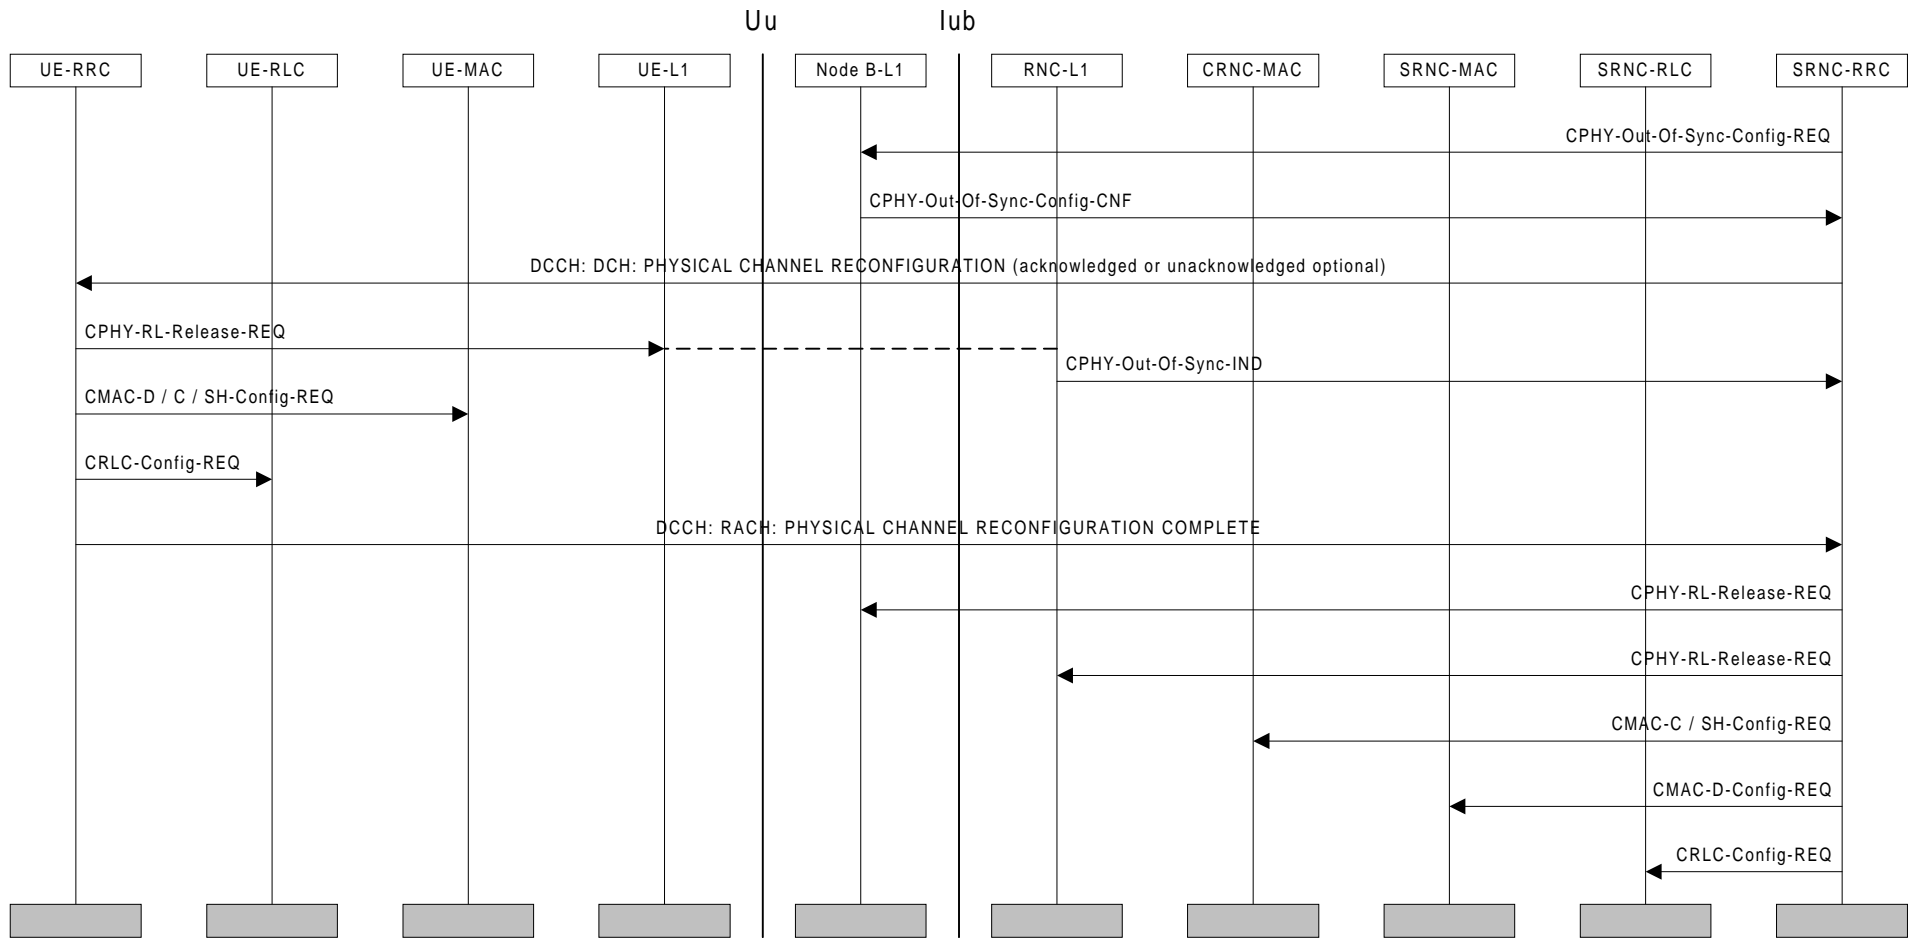 Uu
Iub
UE-RRC
UE-RLC
UE-MAC
UE-L1
Node B-L1
RNC-L1
CRNC-MAC
SRNC-MAC
SRNC-RLC
SRNC-RRC
CPHY-Out-Of-Sync-Config-REQ
CPHY-Out-Of-Sync-Config-CNF
DCCH: DCH: PHYSICAL CHANNEL RECONFIGURATION (acknowledged or unacknowledged optional)
CPHY-RL-Release-REQ
CPHY-Out-Of-Sync-IND
CMAC-D / C / SH-Config-REQ
CRLC-Config-REQ
DCCH: RACH: PHYSICAL CHANNEL RECONFIGURATION COMPLETE
CPHY-RL-Release-REQ
CPHY-RL-Release-REQ
CMAC-C / SH-Config-REQ
CMAC-D-Config-REQ
CRLC-Config-REQ